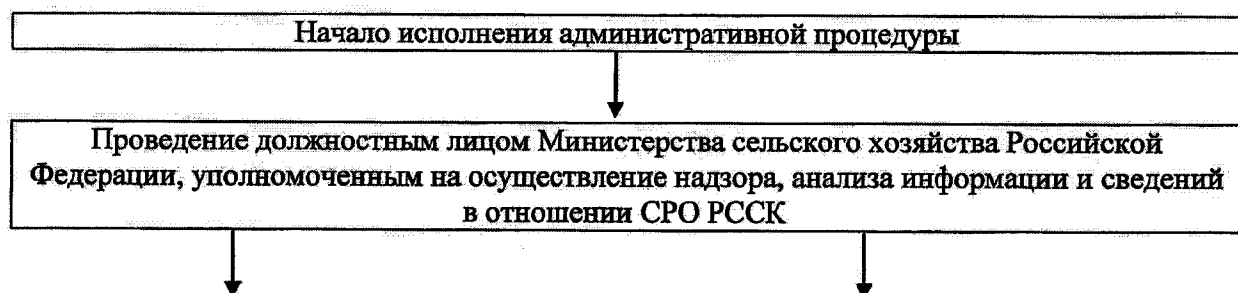 Начало исполнения административной процедуры
Проведение должностным лицом Министерства сельского хозяйства Российской
Федерации, уполномоченным на осуществление надзора, анализа информации и сведений
в отношении СРО РССК